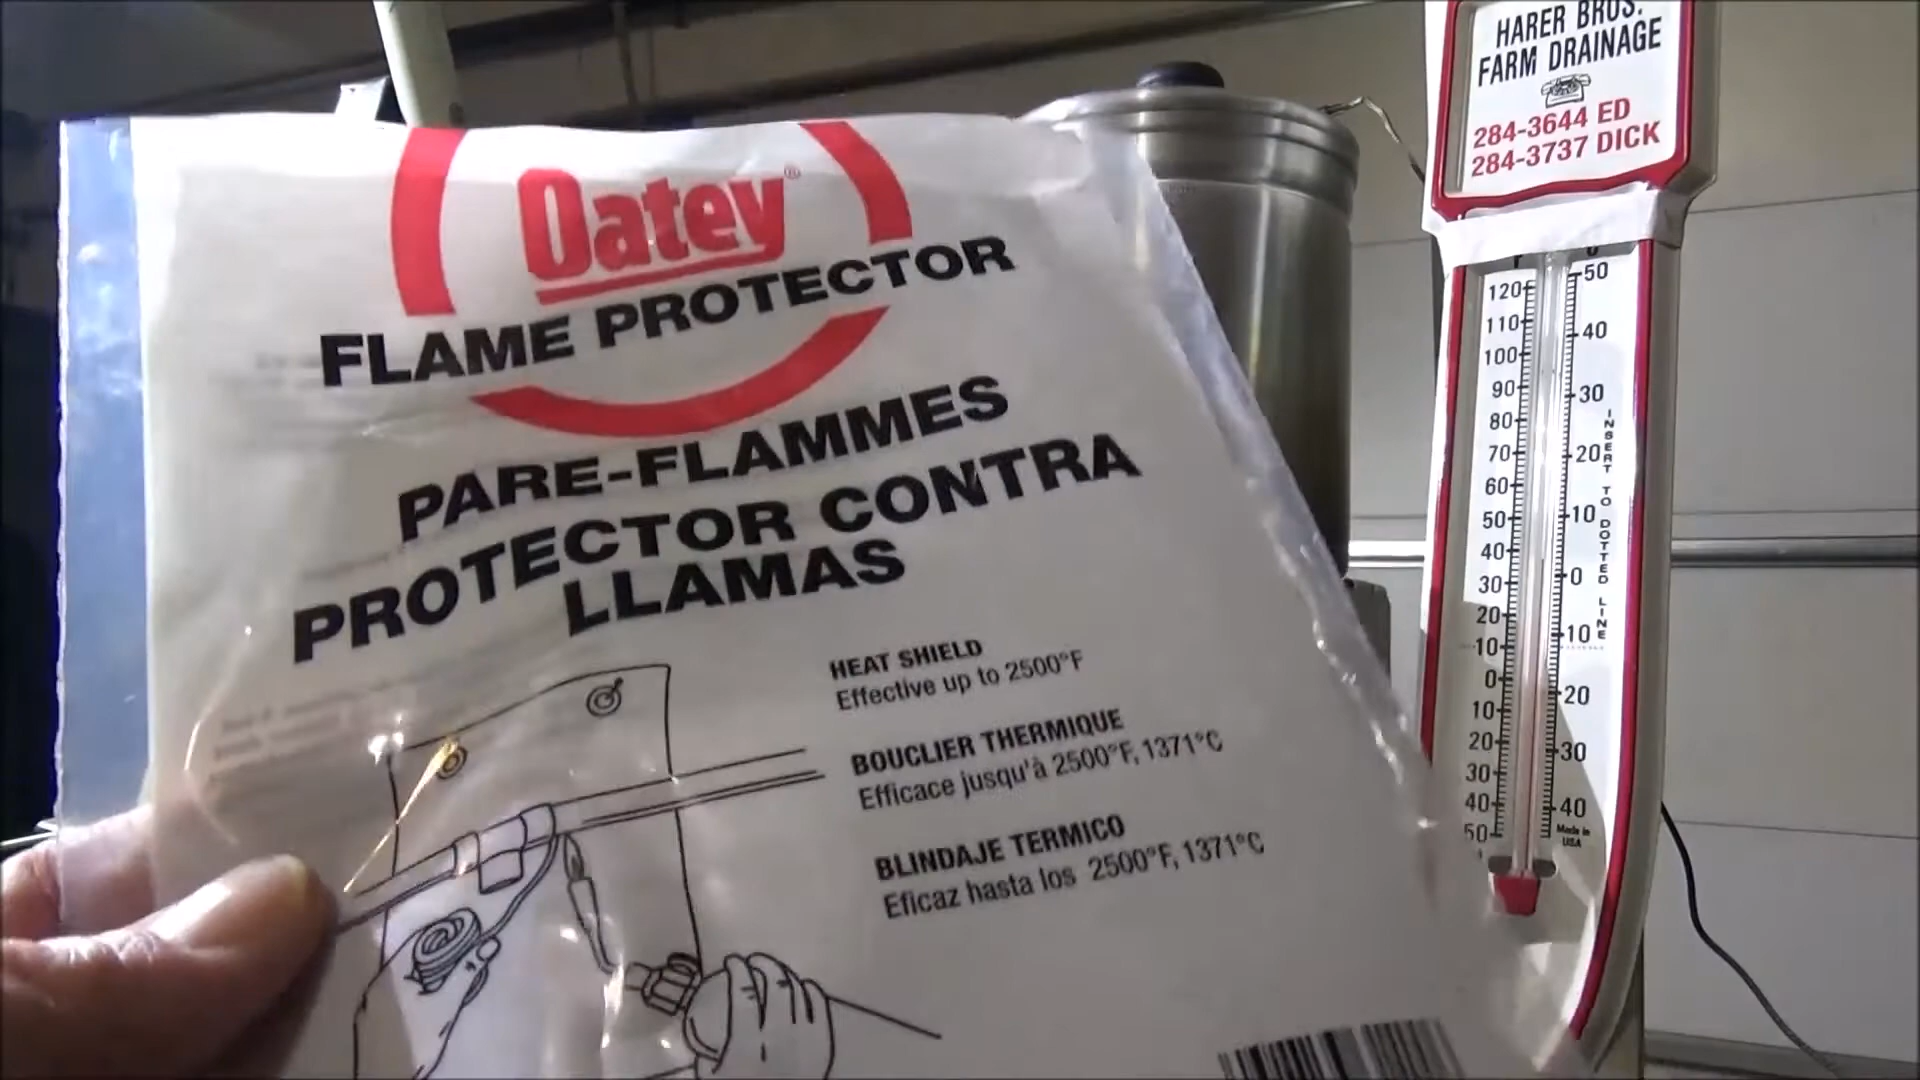 Oatey®
FLAME PROTECTOR
PARE-FLAMMES
PROTECTOR CONTRA
LLAMAS
HEAT SHIELD
Effective up to 2500°F
BOUCLIER THERMIQUE
Efficace jusqu'à 2500°F, 1371°C
BLINDAJE TERMICO
Eficaz hasta los 2500°F, 1371°C
HARER BROS.
FARM DRAINAGE
284-3644 ED
284-3737 DICK
120
110
100
90
80
70
60
50
40
30
20
10
0
10
20
30
40
50
50
40
30
20
10
0
10
20
30
40
INSERT TO DOTTED LINE
Made in
USA